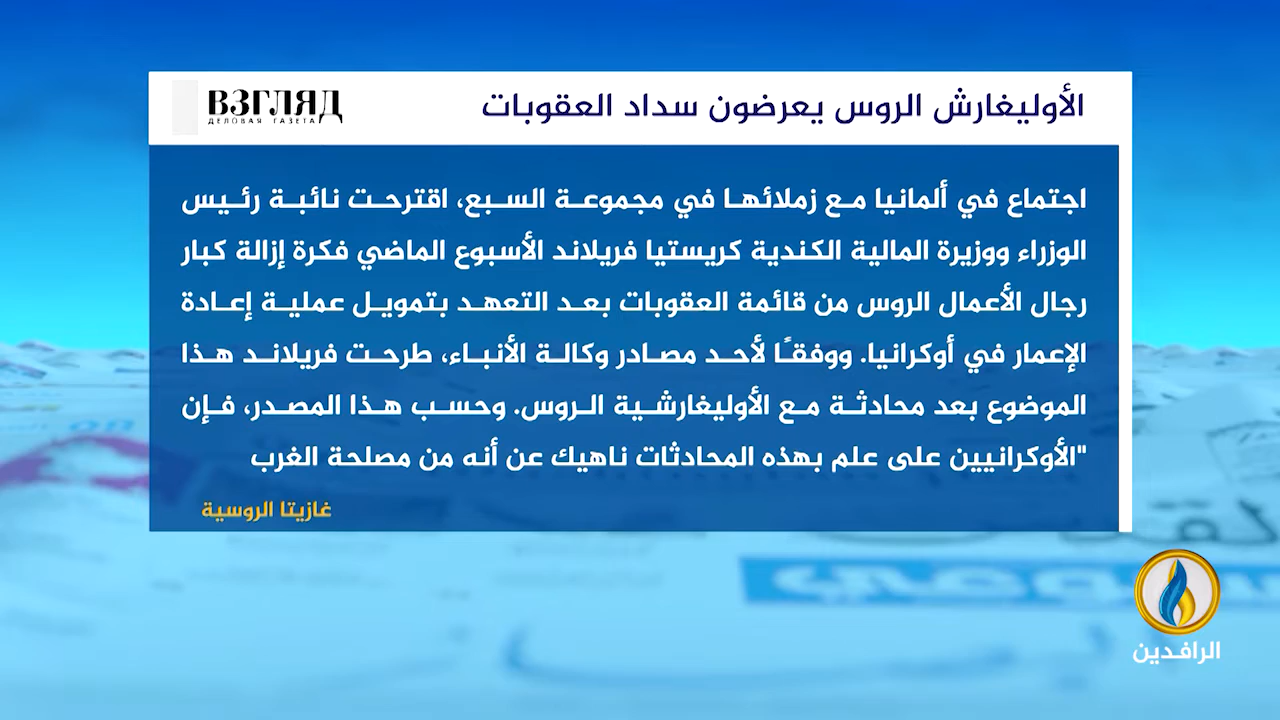 الأوليغارش الروس يعرضون سداد العقوبات
ВЗГЛЯД
ДЕЛОВАЯ ГАЗЕТА
اجتماع في ألمانيا مع زملائها في مجموعة السبع، اقترحت نائبة رئيس
الوزراء ووزيرة المالية الكندية كريستيا فريلاند الأسبوع الماضي فكرة إزالة كبار
رجال الأعمال الروس من قائمة العقوبات بعد التعهد بتمويل عملية إعادة
الإعمار في أوكرانيا. ووفقًا لأحد مصادر وكالة الأنباء، طرحت فريلاند هذا
الموضوع بعد محادثة مع الأوليغارشية الروس. وحسب هذا المصدر، فإن
"الأوكرانيين على علم بهذه المحادثات ناهيك عن أنه من مصلحة الغرب
غازيتا الروسية
الرافدين